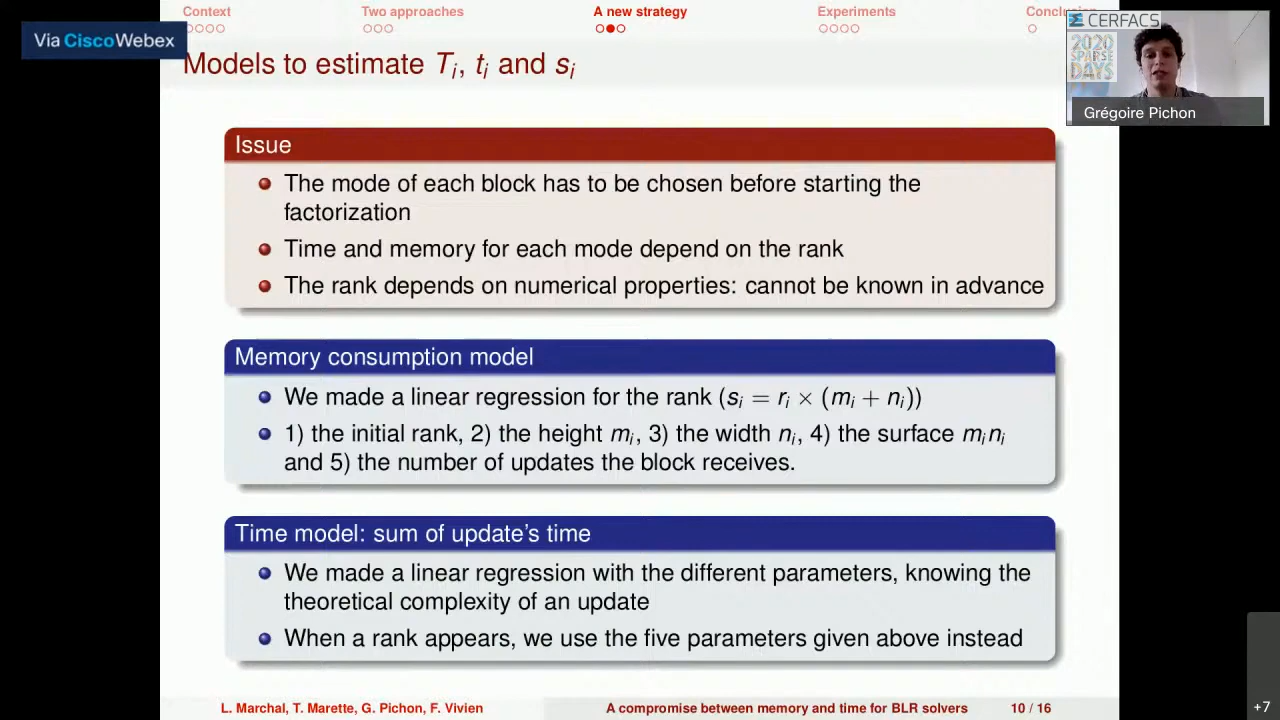 Context Two approaches A new strategy Experiments Conclusion
Via CiscoWebex
CERFACS
2020
SPARSE
DAYS
Grégoire Pichon
Models to estimate Tᵢ, tᵢ and sᵢ
Issue
The mode of each block has to be chosen before starting the
factorization
Time and memory for each mode depend on the rank
The rank depends on numerical properties: cannot be known in advance
Memory consumption model
We made a linear regression for the rank (sᵢ = rᵢ × (mᵢ + nᵢ))
1) the initial rank, 2) the height mᵢ, 3) the width nᵢ, 4) the surface mᵢnᵢ
and 5) the number of updates the block receives.
Time model: sum of update's time
We made a linear regression with the different parameters, knowing the
theoretical complexity of an update
When a rank appears, we use the five parameters given above instead
L. Marchal, T. Marette, G. Pichon, F. Vivien A compromise between memory and time for BLR solvers 10 / 16
+7